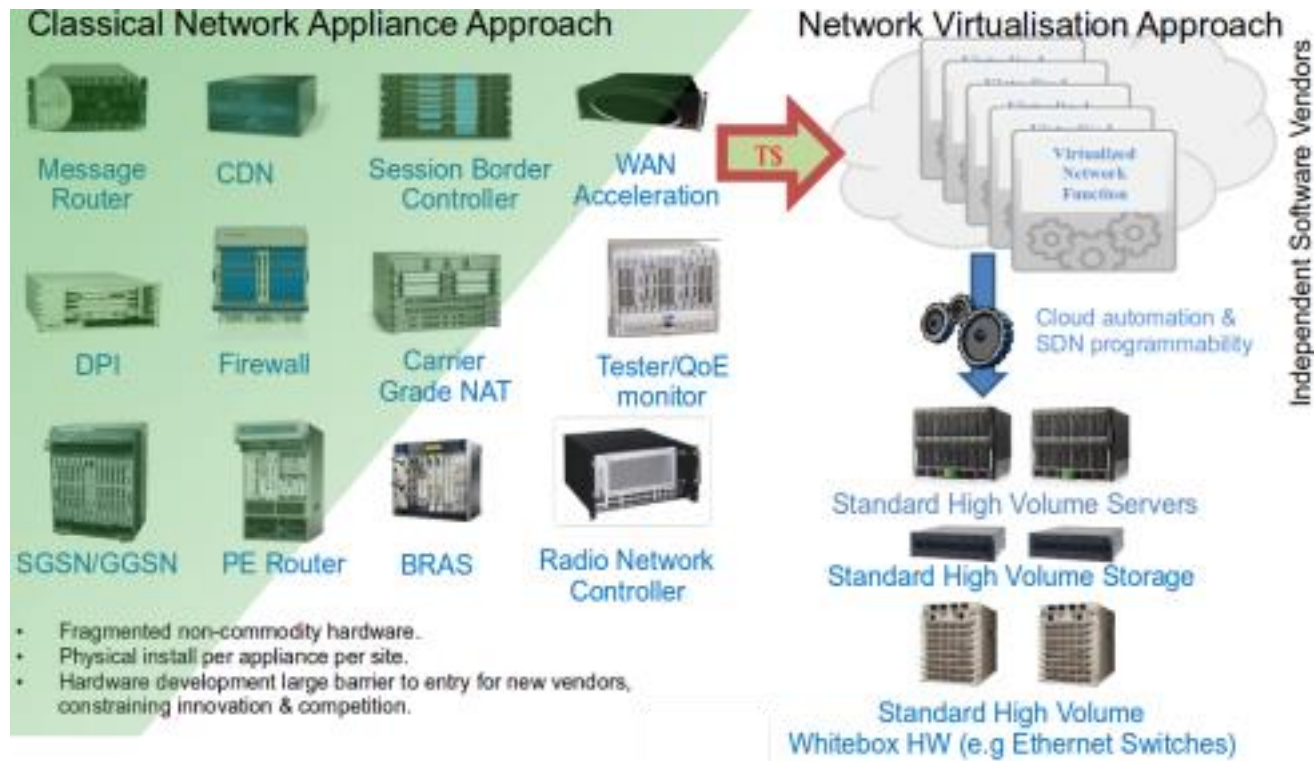 Classical Network Appliance Approach
Message
Router
CDN
Session Border
Controller
WAN
Acceleration
DPI
Firewall
Carrier
Grade NAT
Tester/QoE
monitor
SGSN/GGSN
PE Router
BRAS
Radio Network
Controller
• Fragmented non-commodity hardware.
• Physical install per appliance per site.
• Hardware development large barrier to entry for new vendors,
constraining innovation & competition.
TS
Network Virtualisation Approach
Virtualized
Network
Function
Cloud automation &
SDN programmability
Standard High Volume Servers
Standard High Volume Storage
Standard High Volume
Whitebox HW (e.g Ethernet Switches)
Independent Software Vendors